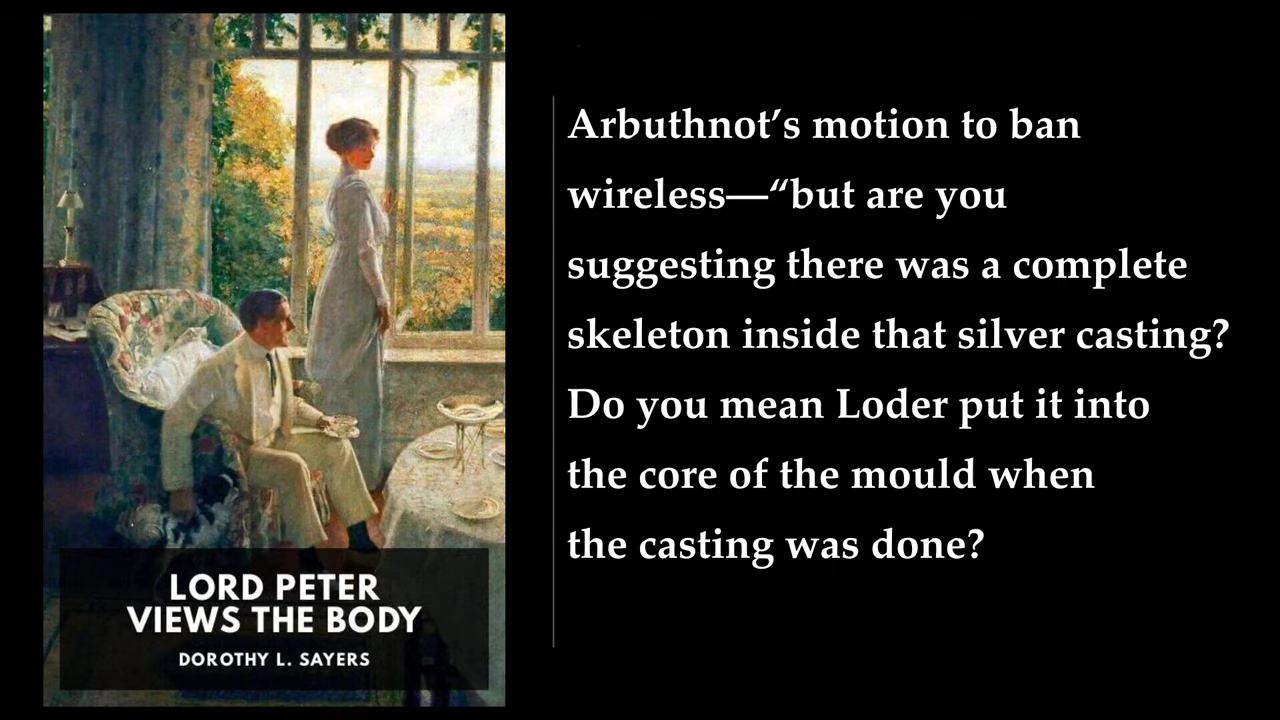 Arbuthnot’s motion to ban
wireless—“but are you
suggesting there was a complete
skeleton inside that silver casting?
Do you mean Loder put it into
the core of the mould when
the casting was done?
LORD PETER
VIEWS THE BODY
DOROTHY L. SAYERS